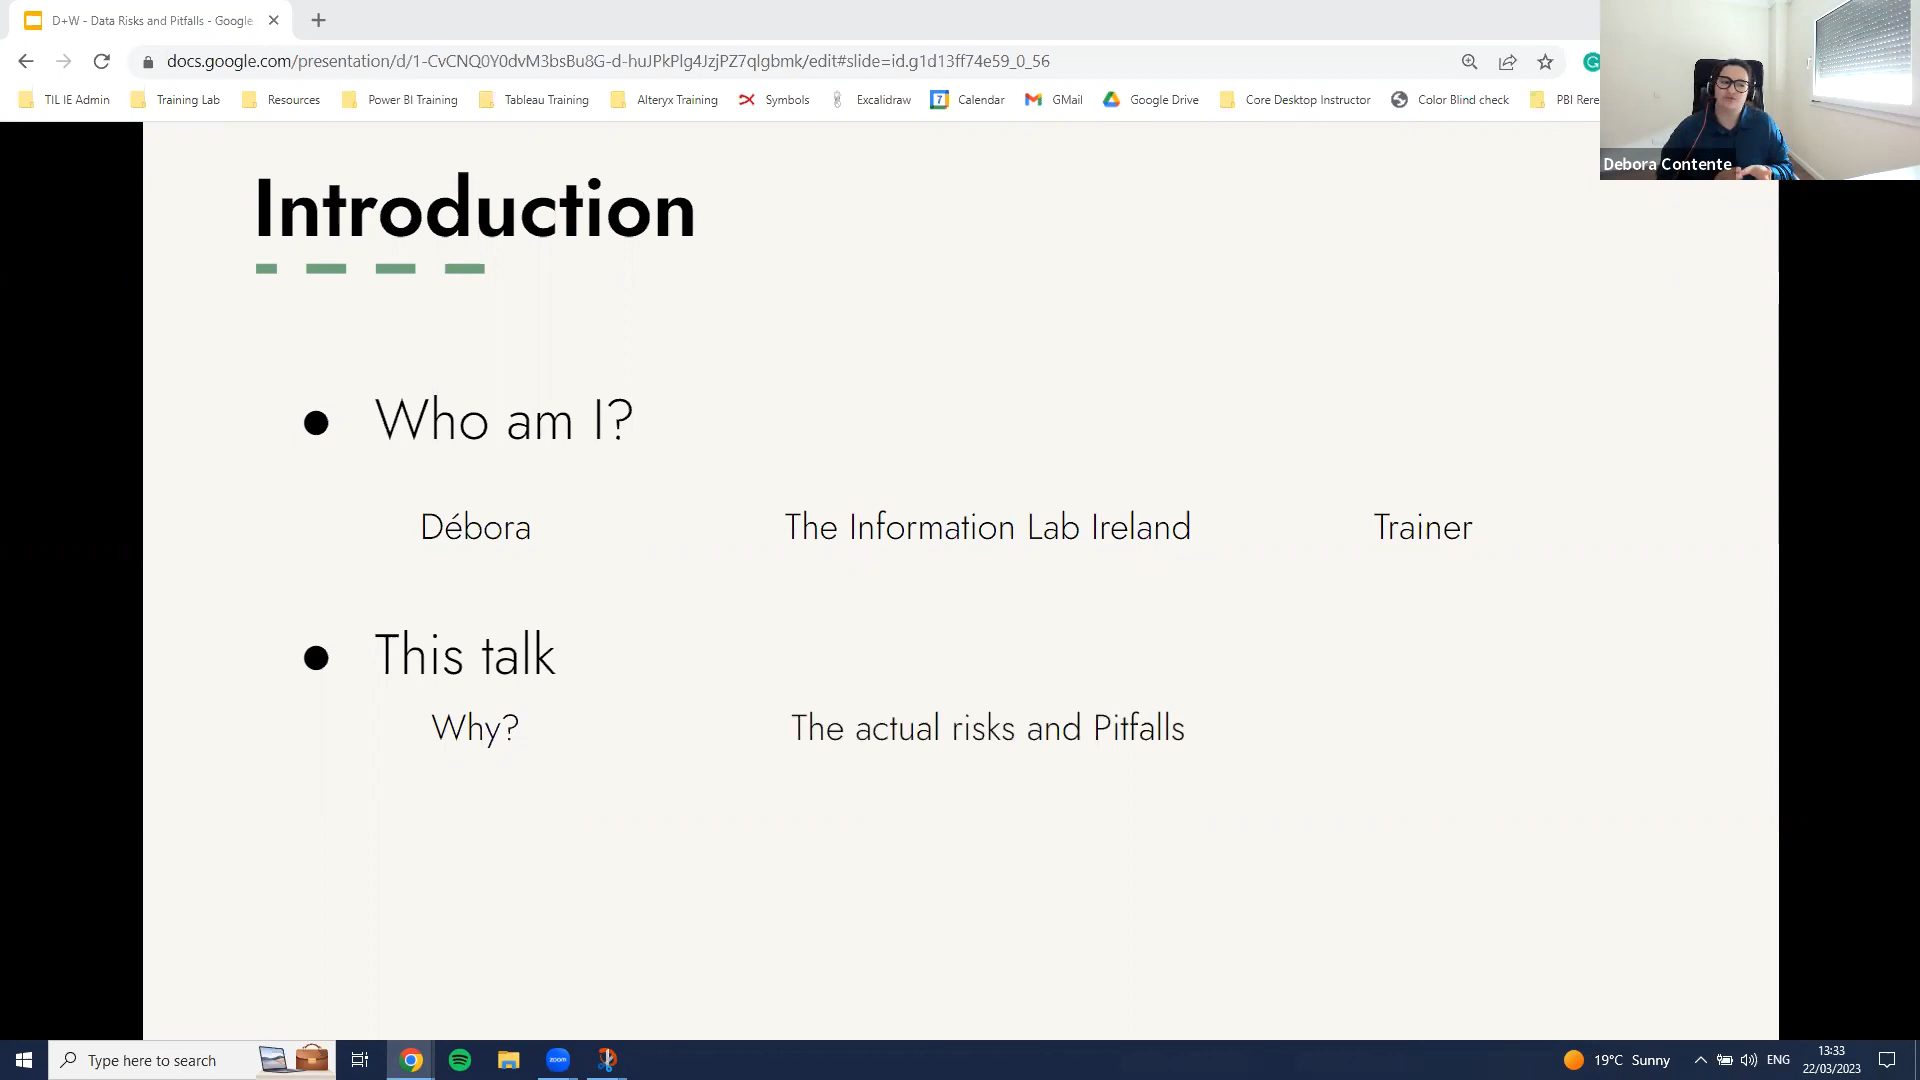 D+W - Data Risks and Pitfalls - Google
docs.google.com/presentation/d/1-CvCNQ0Y0dvM3bsBu8G-d-huJPkPlg4JzjPZ7qlgbmk/edit#slide=id.g1d13ff74e59_0_56
TIL IE Admin Training Lab Resources Power BI Training Tableau Training Alteryx Training Symbols Excalidraw 7 Calendar GMail Google Drive Core Desktop Instructor Color Blind check PBI Rere
Debora Contente
Introduction
● Who am I?
Débora The Information Lab Ireland Trainer
● This talk
Why? The actual risks and Pitfalls
Type here to search zoom 19°C Sunny ENG 13:33
22/03/2023